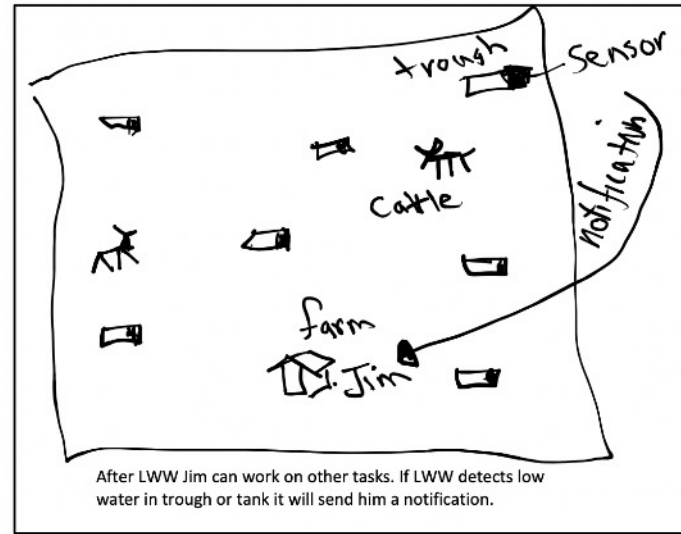 trough
sensor
notification
cattle
farm
Jim
After LWW Jim can work on other tasks. If LWW detects low
water in trough or tank it will send him a notification.